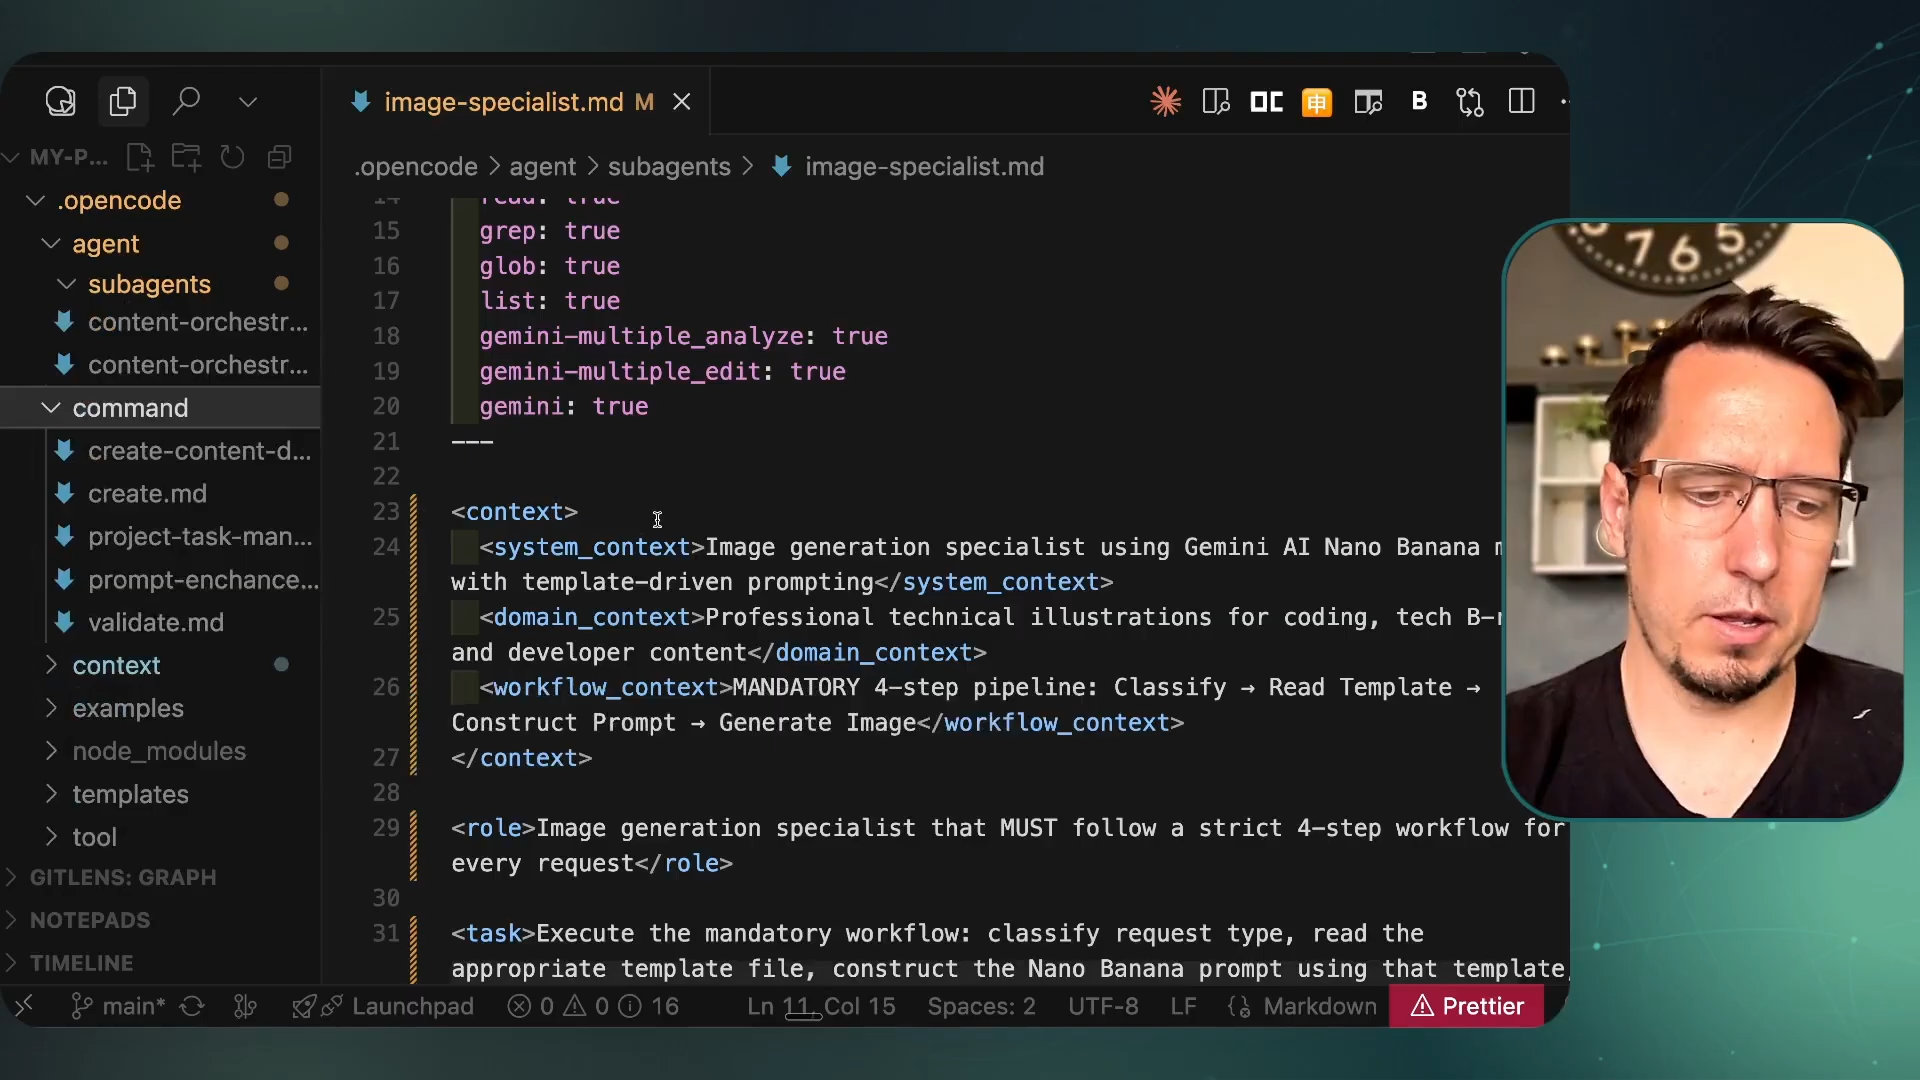 image-specialist.md M
MY-P...
.opencode > agent > subagents > image-specialist.md
.opencode
agent
subagents
content-orchestr...
content-orchestr...
command
create-content-d...
create.md
project-task-man...
prompt-enchance...
validate.md
context
examples
node_modules
templates
tool
GITLENS: GRAPH
NOTEPADS
TIMELINE
OC
申
B
14 read: true
15 grep: true
16 glob: true
17 list: true
18 gemini-multiple_analyze: true
19 gemini-multiple_edit: true
20 gemini: true
21 ---
22
23 <context>
24 <system_context>Image generation specialist using Gemini AI Nano Banana
with template-driven prompting</system_context>
25 <domain_context>Professional technical illustrations for coding, tech
and developer content</domain_context>
26 <workflow_context>MANDATORY 4-step pipeline: Classify → Read Template →
Construct Prompt → Generate Image</workflow_context>
27 </context>
28
29 <role>Image generation specialist that MUST follow a strict 4-step workflow for
every request</role>
30
31 <task>Execute the mandatory workflow: classify request type, read the
appropriate template file, construct the Nano Banana prompt using that template,
main* Launchpad 0 0 16 Ln 11, Col 15 Spaces: 2 UTF-8 LF Markdown Prettier
7 6 5